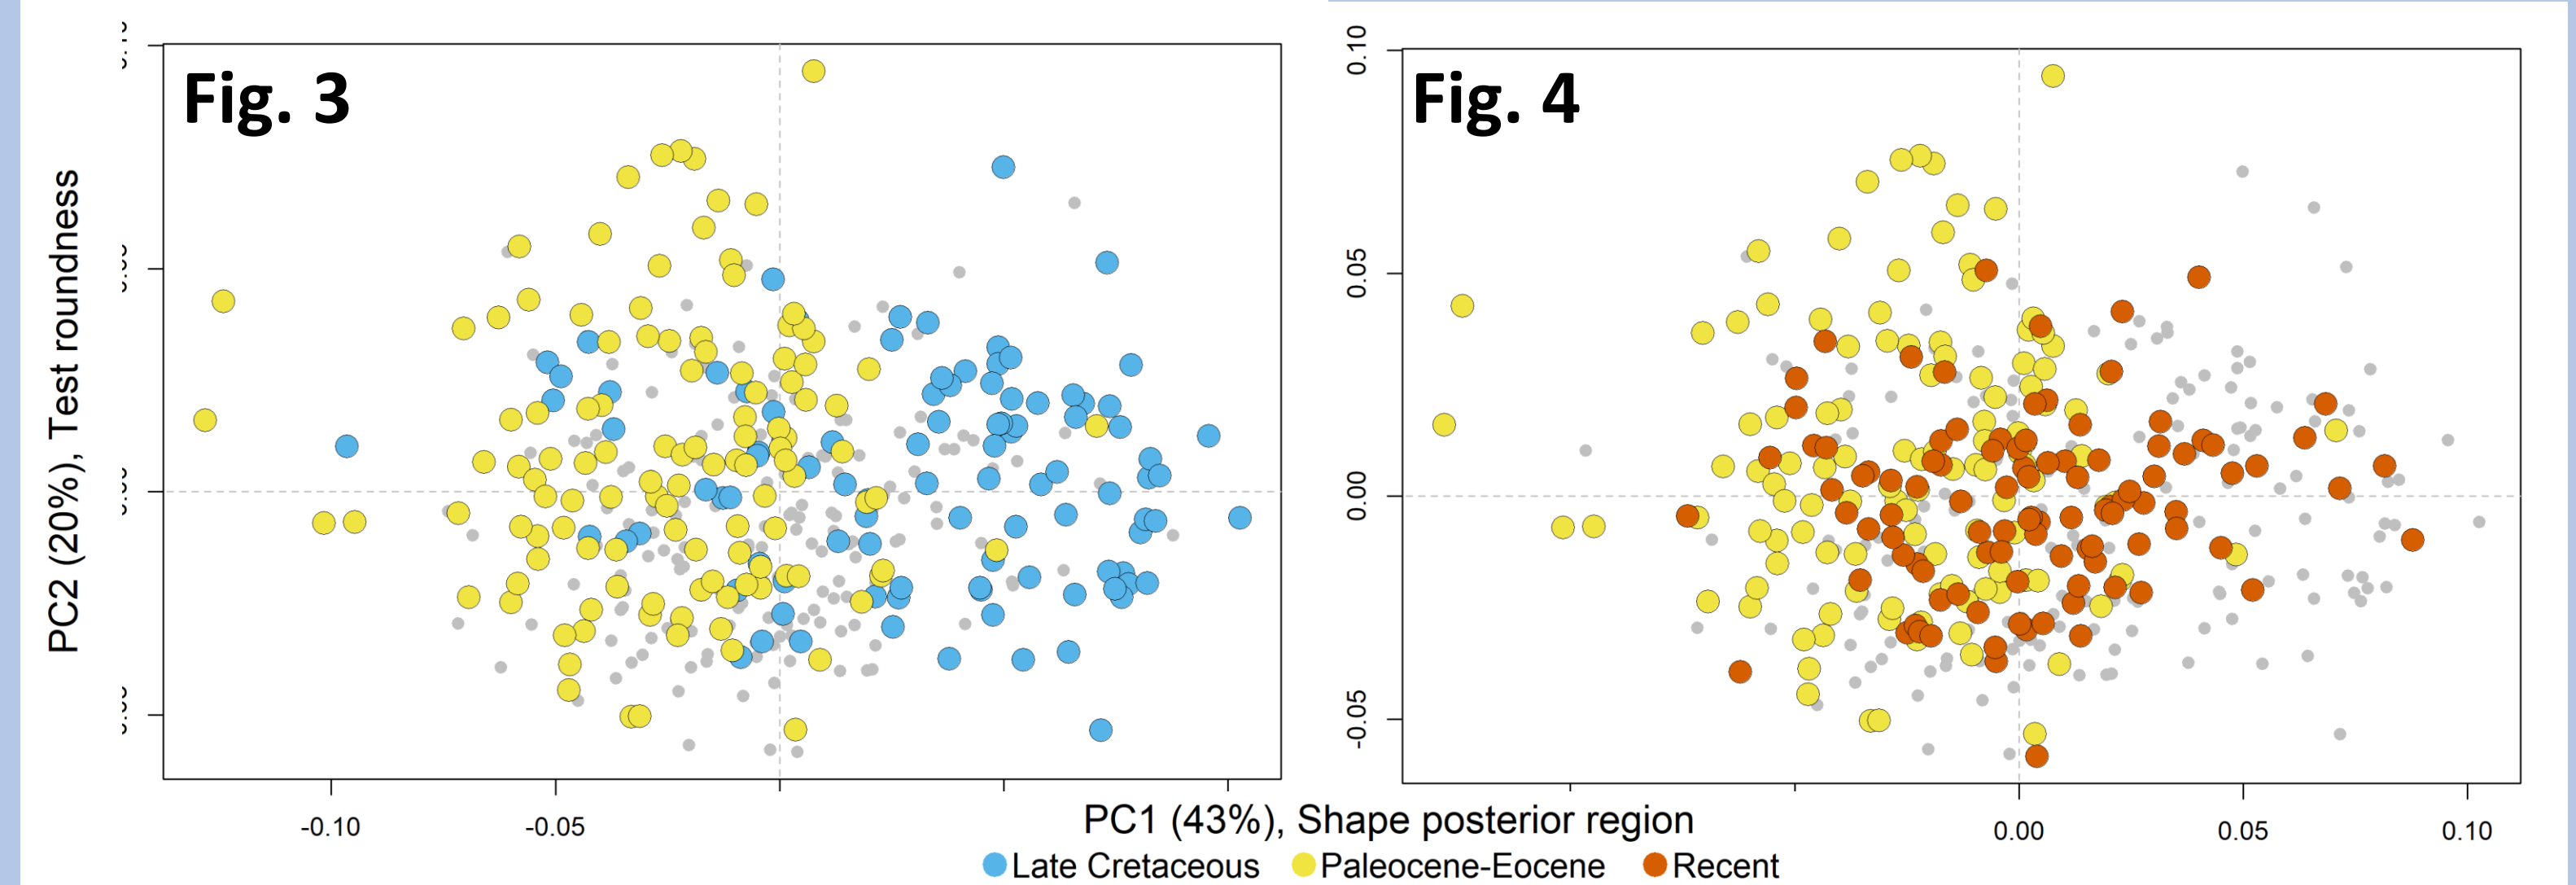 Fig. 3
Fig. 4
PC2 (20%), Test roundness
0.10
0.05
0.00
-0.05
-0.10
-0.05
PC1 (43%), Shape posterior region
0.00
0.05
0.10
Late Cretaceous
Paleocene-Eocene
Recent